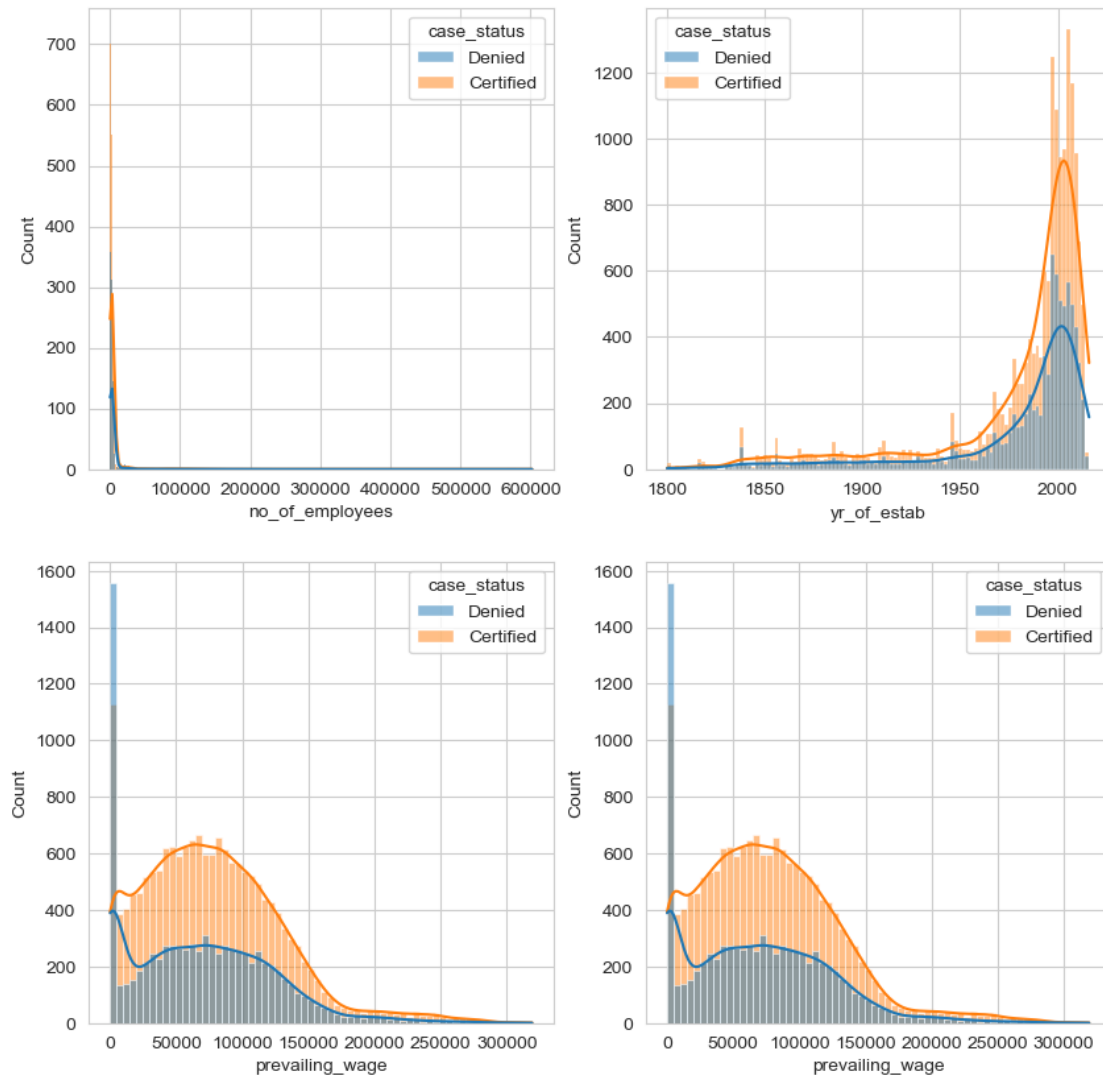 case_status
Denied
Certified
700
600
500
400
300
200
100
0
Count
0 100000 200000 300000 400000 500000 600000
no_of_employees
case_status
Denied
Certified
1200
1000
800
600
400
200
0
Count
1800 1850 1900 1950 2000
yr_of_estab
case_status
Denied
Certified
1600
1400
1200
1000
800
600
400
200
0
Count
0 50000 100000 150000 200000 250000 300000
prevailing_wage
case_status
Denied
Certified
1600
1400
1200
1000
800
600
400
200
0
Count
0 50000 100000 150000 200000 250000 300000
prevailing_wage